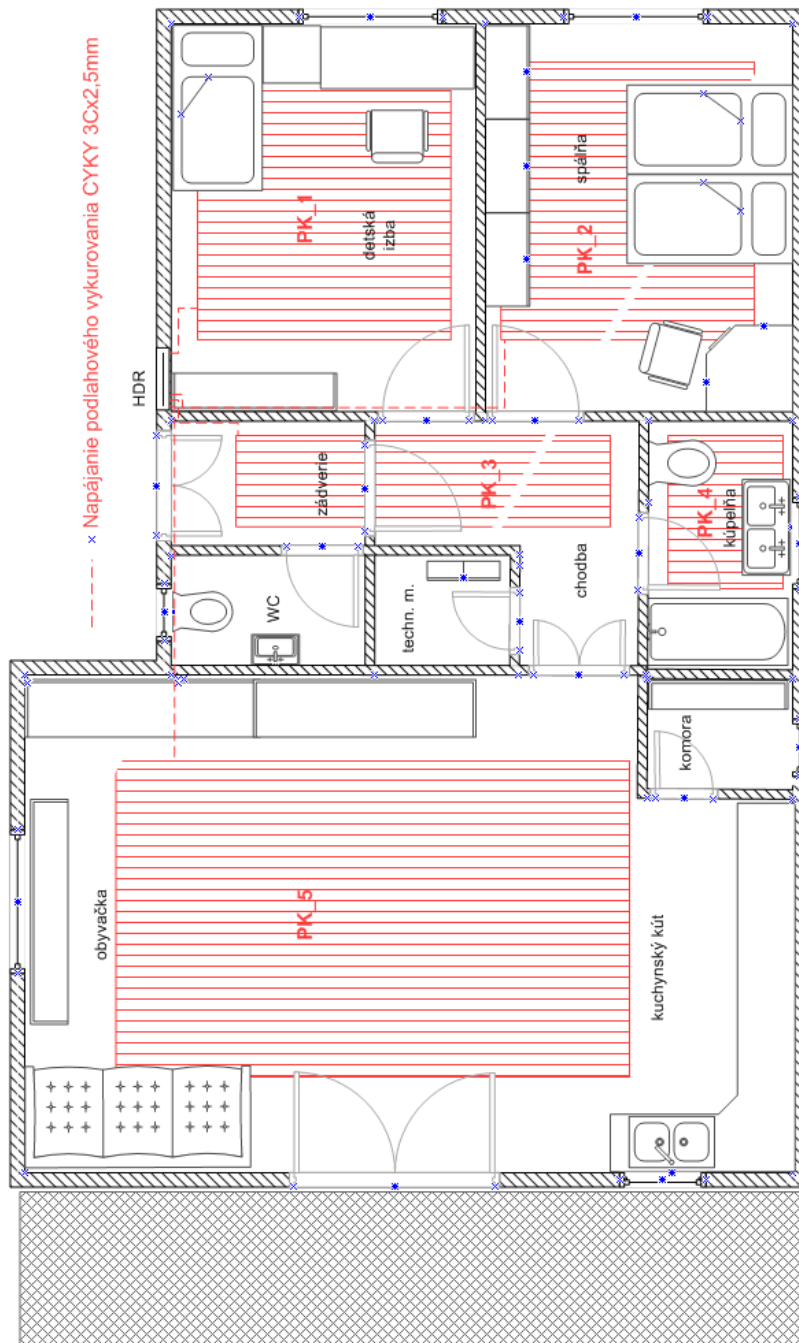 Napájanie podlahového vykurovania CYKY 3Cx2,5mm
HDR
PK_1
detská
izba
PK_2
spálňa
zádverie
PK_3
chodba
PK_4
kúpeľňa
WC
techn. m.
komora
obyvačka
PK_5
kuchynský kút